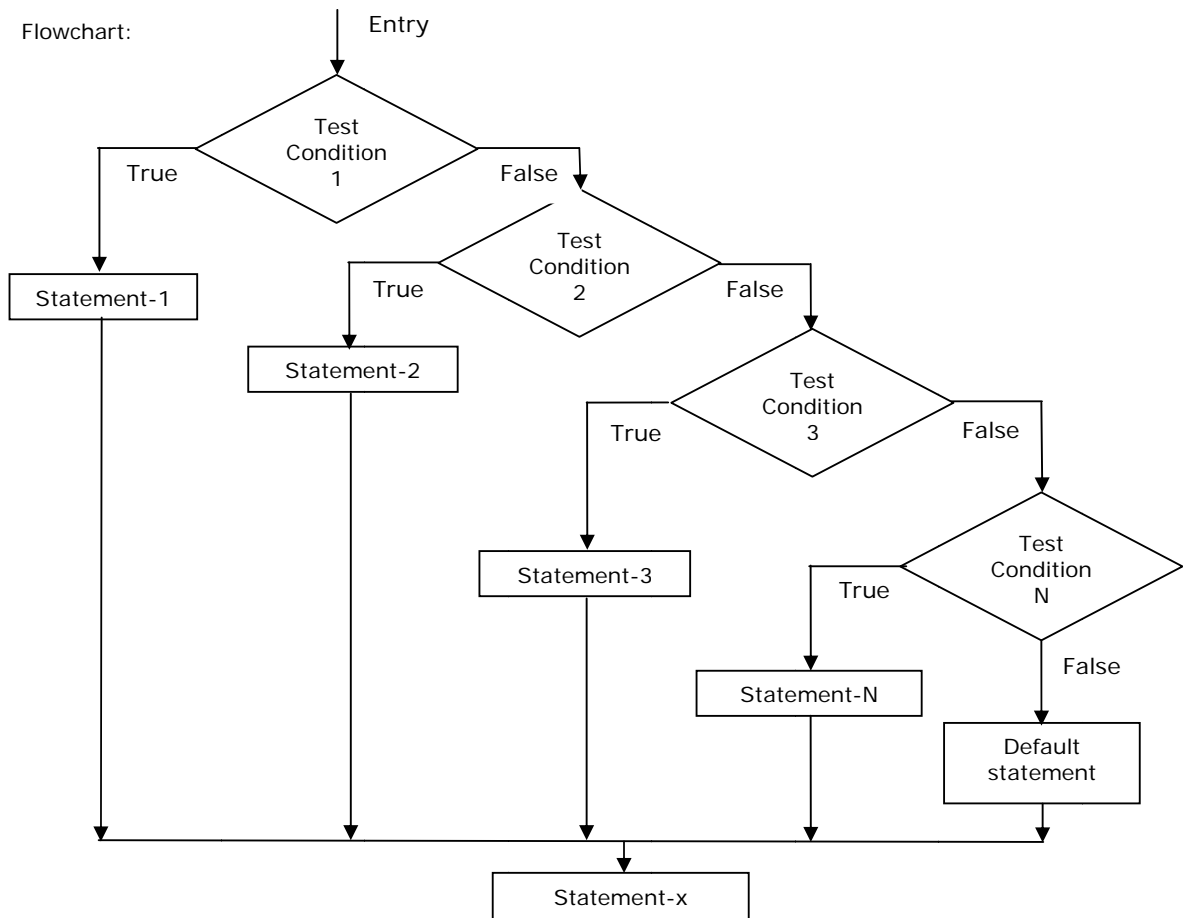 Flowchart:
Entry
Test
Condition
1
True
False
Test
Condition
2
True
False
Statement-1
Statement-2
Test
Condition
3
True
False
Statement-3
Test
Condition
N
True
False
Statement-N
Default
statement
Statement-x